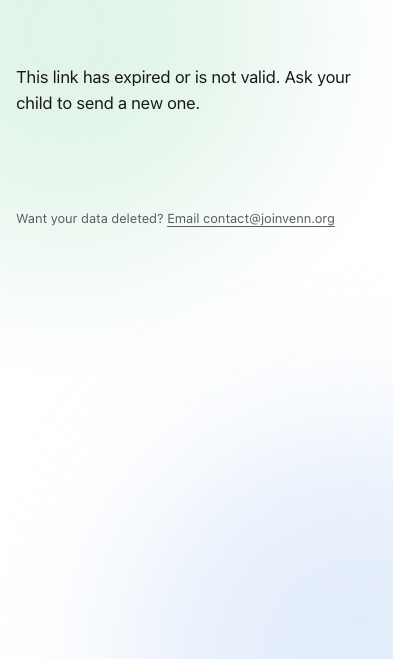 This link has expired or is not valid. Ask your
child to send a new one.
Want your data deleted? Email contact@joinvenn.org